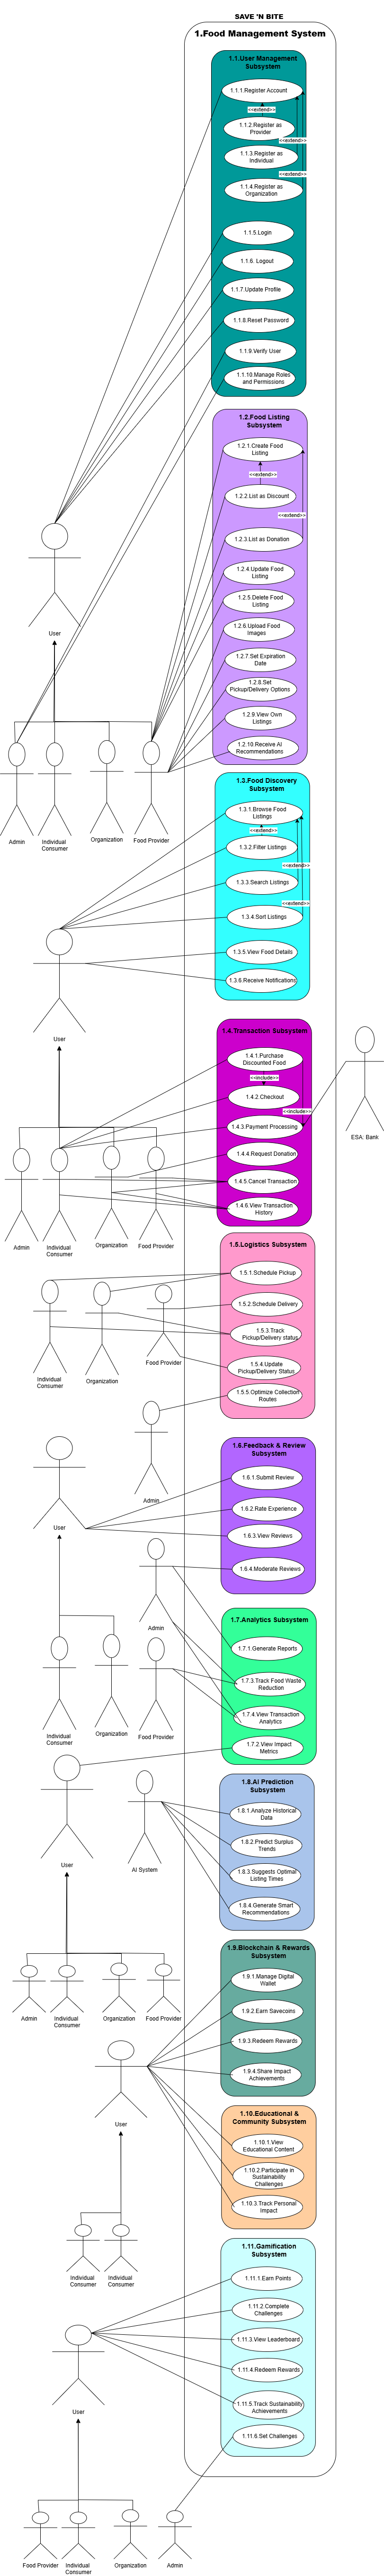 SAVE 'N BITE
1.Food Management System
1.1.User Management
Subsystem
1.1.1.Register Account
<<extend>>
1.1.2.Register as
Provider
<<extend>>
1.1.3.Register as
Individual
<<extend>>
1.1.4.Register as
Organization
1.1.5.Login
1.1.6. Logout
1.1.7.Update Profile
1.1.8.Reset Password
1.1.9.Verify User
1.1.10.Manage Roles
and Permissions
1.2.Food Listing
Subsystem
1.2.1.Create Food
Listing
<<extend>>
1.2.2.List as Discount
<<extend>>
1.2.3.List as Donation
1.2.4.Update Food
Listing
1.2.5.Delete Food
Listing
1.2.6.Upload Food
Images
User
1.2.7.Set Expiration
Date
1.2.8.Set
Pickup/Delivery Options
1.2.9.View Own
Listings
1.2.10.Receive AI
Recommendations
Admin
Individual
Consumer
Organization
Food Provider
1.3.Food Discovery
Subsystem
1.3.1.Browse Food
Listings
<<extend>>
1.3.2.Filter Listings
<<extend>>
1.3.3.Search Listings
<<extend>>
1.3.4.Sort Listings
1.3.5.View Food Details
1.3.6.Receive Notifications
User
1.4.Transaction Subsystem
1.4.1.Purchase
Discounted Food
<<include>>
1.4.2.Checkout
<<include>>
1.4.3.Payment Processing
ESA: Bank
1.4.4.Request Donation
1.4.5.Cancel Transaction
1.4.6.View Transaction
History
Admin
Individual
Consumer
Organization
Food Provider
1.5.Logistics Subsystem
1.5.1.Schedule Pickup
1.5.2.Schedule Delivery
1.5.3.Track
Pickup/Delivery status
1.5.4.Update
Pickup/Delivery Status
1.5.5.Optimize Collection
Routes
Individual
Consumer
Organization
Food Provider
Admin
1.6.Feedback & Review
Subsystem
1.6.1.Submit Review
1.6.2.Rate Experience
1.6.3.View Reviews
1.6.4.Moderate Reviews
User
Admin
1.7.Analytics Subsystem
1.7.1.Generate Reports
1.7.3.Track Food Waste
Reduction
1.7.4.View Transaction
Analytics
1.7.2.View Impact
Metrics
Individual
Consumer
Organization
Food Provider
User
AI System
1.8.AI Prediction
Subsystem
1.8.1.Analyze Historical
Data
1.8.2.Predict Surplus
Trends
1.8.3.Suggests Optimal
Listing Times
1.8.4.Generate Smart
Recommendations
1.9.Blockchain & Rewards
Subsystem
1.9.1.Manage Digital
Wallet
1.9.2.Earn Savecoins
1.9.3.Redeem Rewards
1.9.4.Share Impact
Achievements
Admin
Individual
Consumer
Organization
Food Provider
User
1.10.Educational &
Community Subsystem
1.10.1.View
Educational Content
1.10.2.Participate in
Sustainability
Challenges
1.10.3.Track Personal
Impact
Individual
Consumer
Individual
Consumer
1.11.Gamification
Subsystem
1.11.1.Earn Points
1.11.2.Complete
Challenges
1.11.3.View Leaderboard
1.11.4.Redeem Rewards
1.11.5.Track Sustainability
Achievements
1.11.6.Set Challenges
User
Food Provider
Individual
Consumer
Organization
Admin